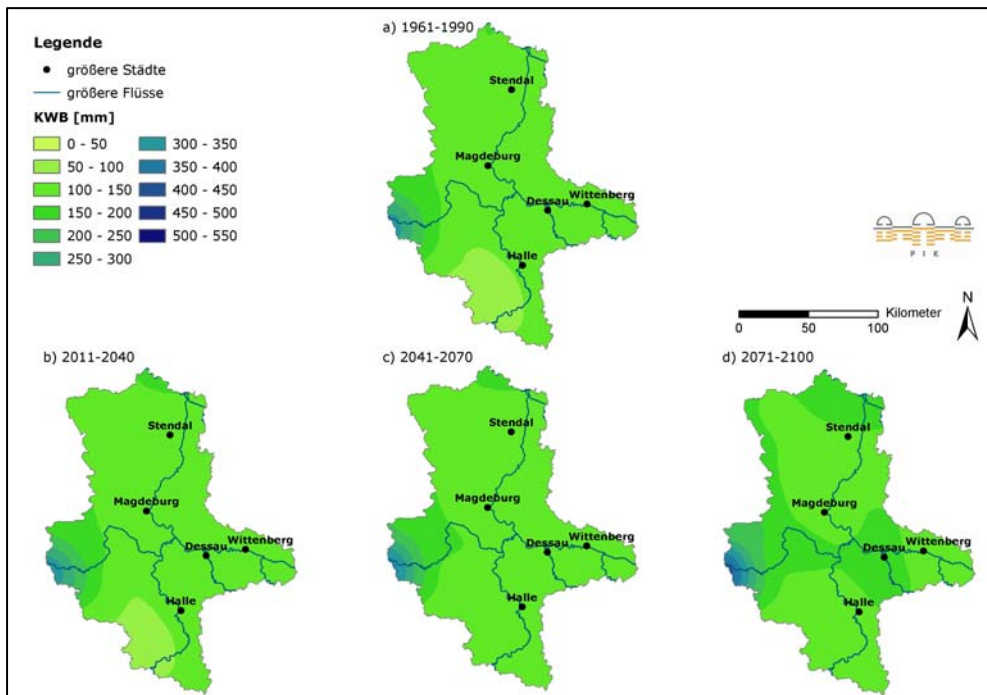 a) 1961-1990
Legende
größere Städte
größere Flüsse
KWB [mm]
0 - 50
50 - 100
100 - 150
150 - 200
200 - 250
250 - 300
300 - 350
350 - 400
400 - 450
450 - 500
500 - 550
Stendal
Magdeburg
Dessau
Wittenberg
Halle
P I K
N
Kilometer
0 50 100
b) 2011-2040
Stendal
Magdeburg
Dessau
Wittenberg
Halle
c) 2041-2070
Stendal
Magdeburg
Dessau
Wittenberg
Halle
d) 2071-2100
Stendal
Magdeburg
Dessau
Wittenberg
Halle